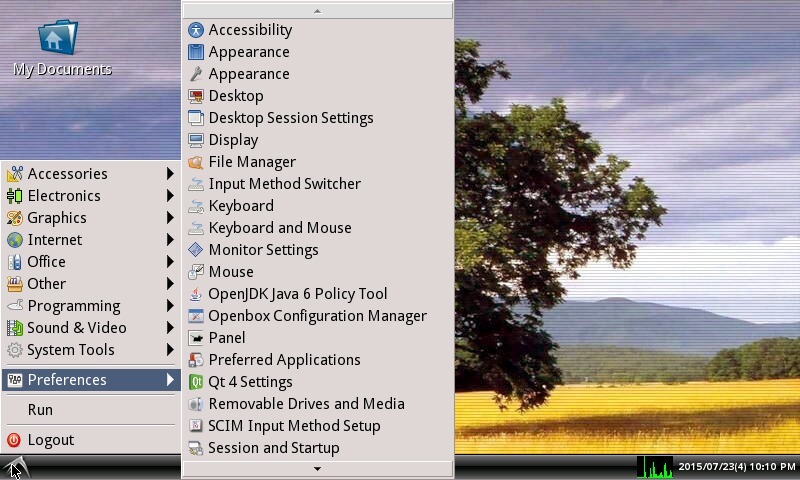 My Documents
Accessories
Electronics
Graphics
Internet
Office
Other
Programming
Sound & Video
System Tools
Preferences
Run
Logout
Accessibility
Appearance
Appearance
Desktop
Desktop Session Settings
Display
File Manager
Input Method Switcher
Keyboard
Keyboard and Mouse
Monitor Settings
Mouse
OpenJDK Java 6 Policy Tool
Openbox Configuration Manager
Panel
Preferred Applications
Qt 4 Settings
Removable Drives and Media
SCIM Input Method Setup
Session and Startup
2015/07/23(4) 10:10 PM